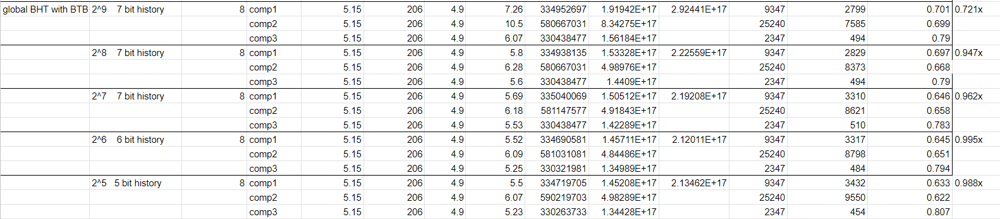 global BHT with BTB 2^9 7 bit history 8 comp1 5.15 206 4.9 7.26 334952697 1.91942E+17 2.92441E+17 9347 2799 0.701 0.721x
comp2 5.15 206 4.9 10.5 580667031 8.34275E+17 25240 7585 0.699
comp3 5.15 206 4.9 6.07 330438477 1.56184E+17 2347 494 0.79
2^8 7 bit history 8 comp1 5.15 206 4.9 5.8 334938135 1.53328E+17 2.22559E+17 9347 2829 0.697 0.947x
comp2 5.15 206 4.9 6.28 580667031 4.98976E+17 25240 8373 0.668
comp3 5.15 206 4.9 5.6 330438477 1.4409E+17 2347 494 0.79
2^7 7 bit history 8 comp1 5.15 206 4.9 5.69 335040069 1.50512E+17 2.19208E+17 9347 3310 0.646 0.962x
comp2 5.15 206 4.9 6.18 581147577 4.91843E+17 25240 8621 0.658
comp3 5.15 206 4.9 5.53 330438477 1.42289E+17 2347 510 0.783
2^6 6 bit history 8 comp1 5.15 206 4.9 5.52 334690581 1.45711E+17 2.12011E+17 9347 3317 0.645 0.995x
comp2 5.15 206 4.9 6.09 581031081 4.84486E+17 25240 8798 0.651
comp3 5.15 206 4.9 5.25 330321981 1.34989E+17 2347 484 0.794
2^5 5 bit history 8 comp1 5.15 206 4.9 5.5 334719705 1.45208E+17 2.13462E+17 9347 3432 0.633 0.988x
comp2 5.15 206 4.9 6.07 590219703 4.98289E+17 25240 9550 0.622
comp3 5.15 206 4.9 5.23 330263733 1.34428E+17 2347 454 0.807